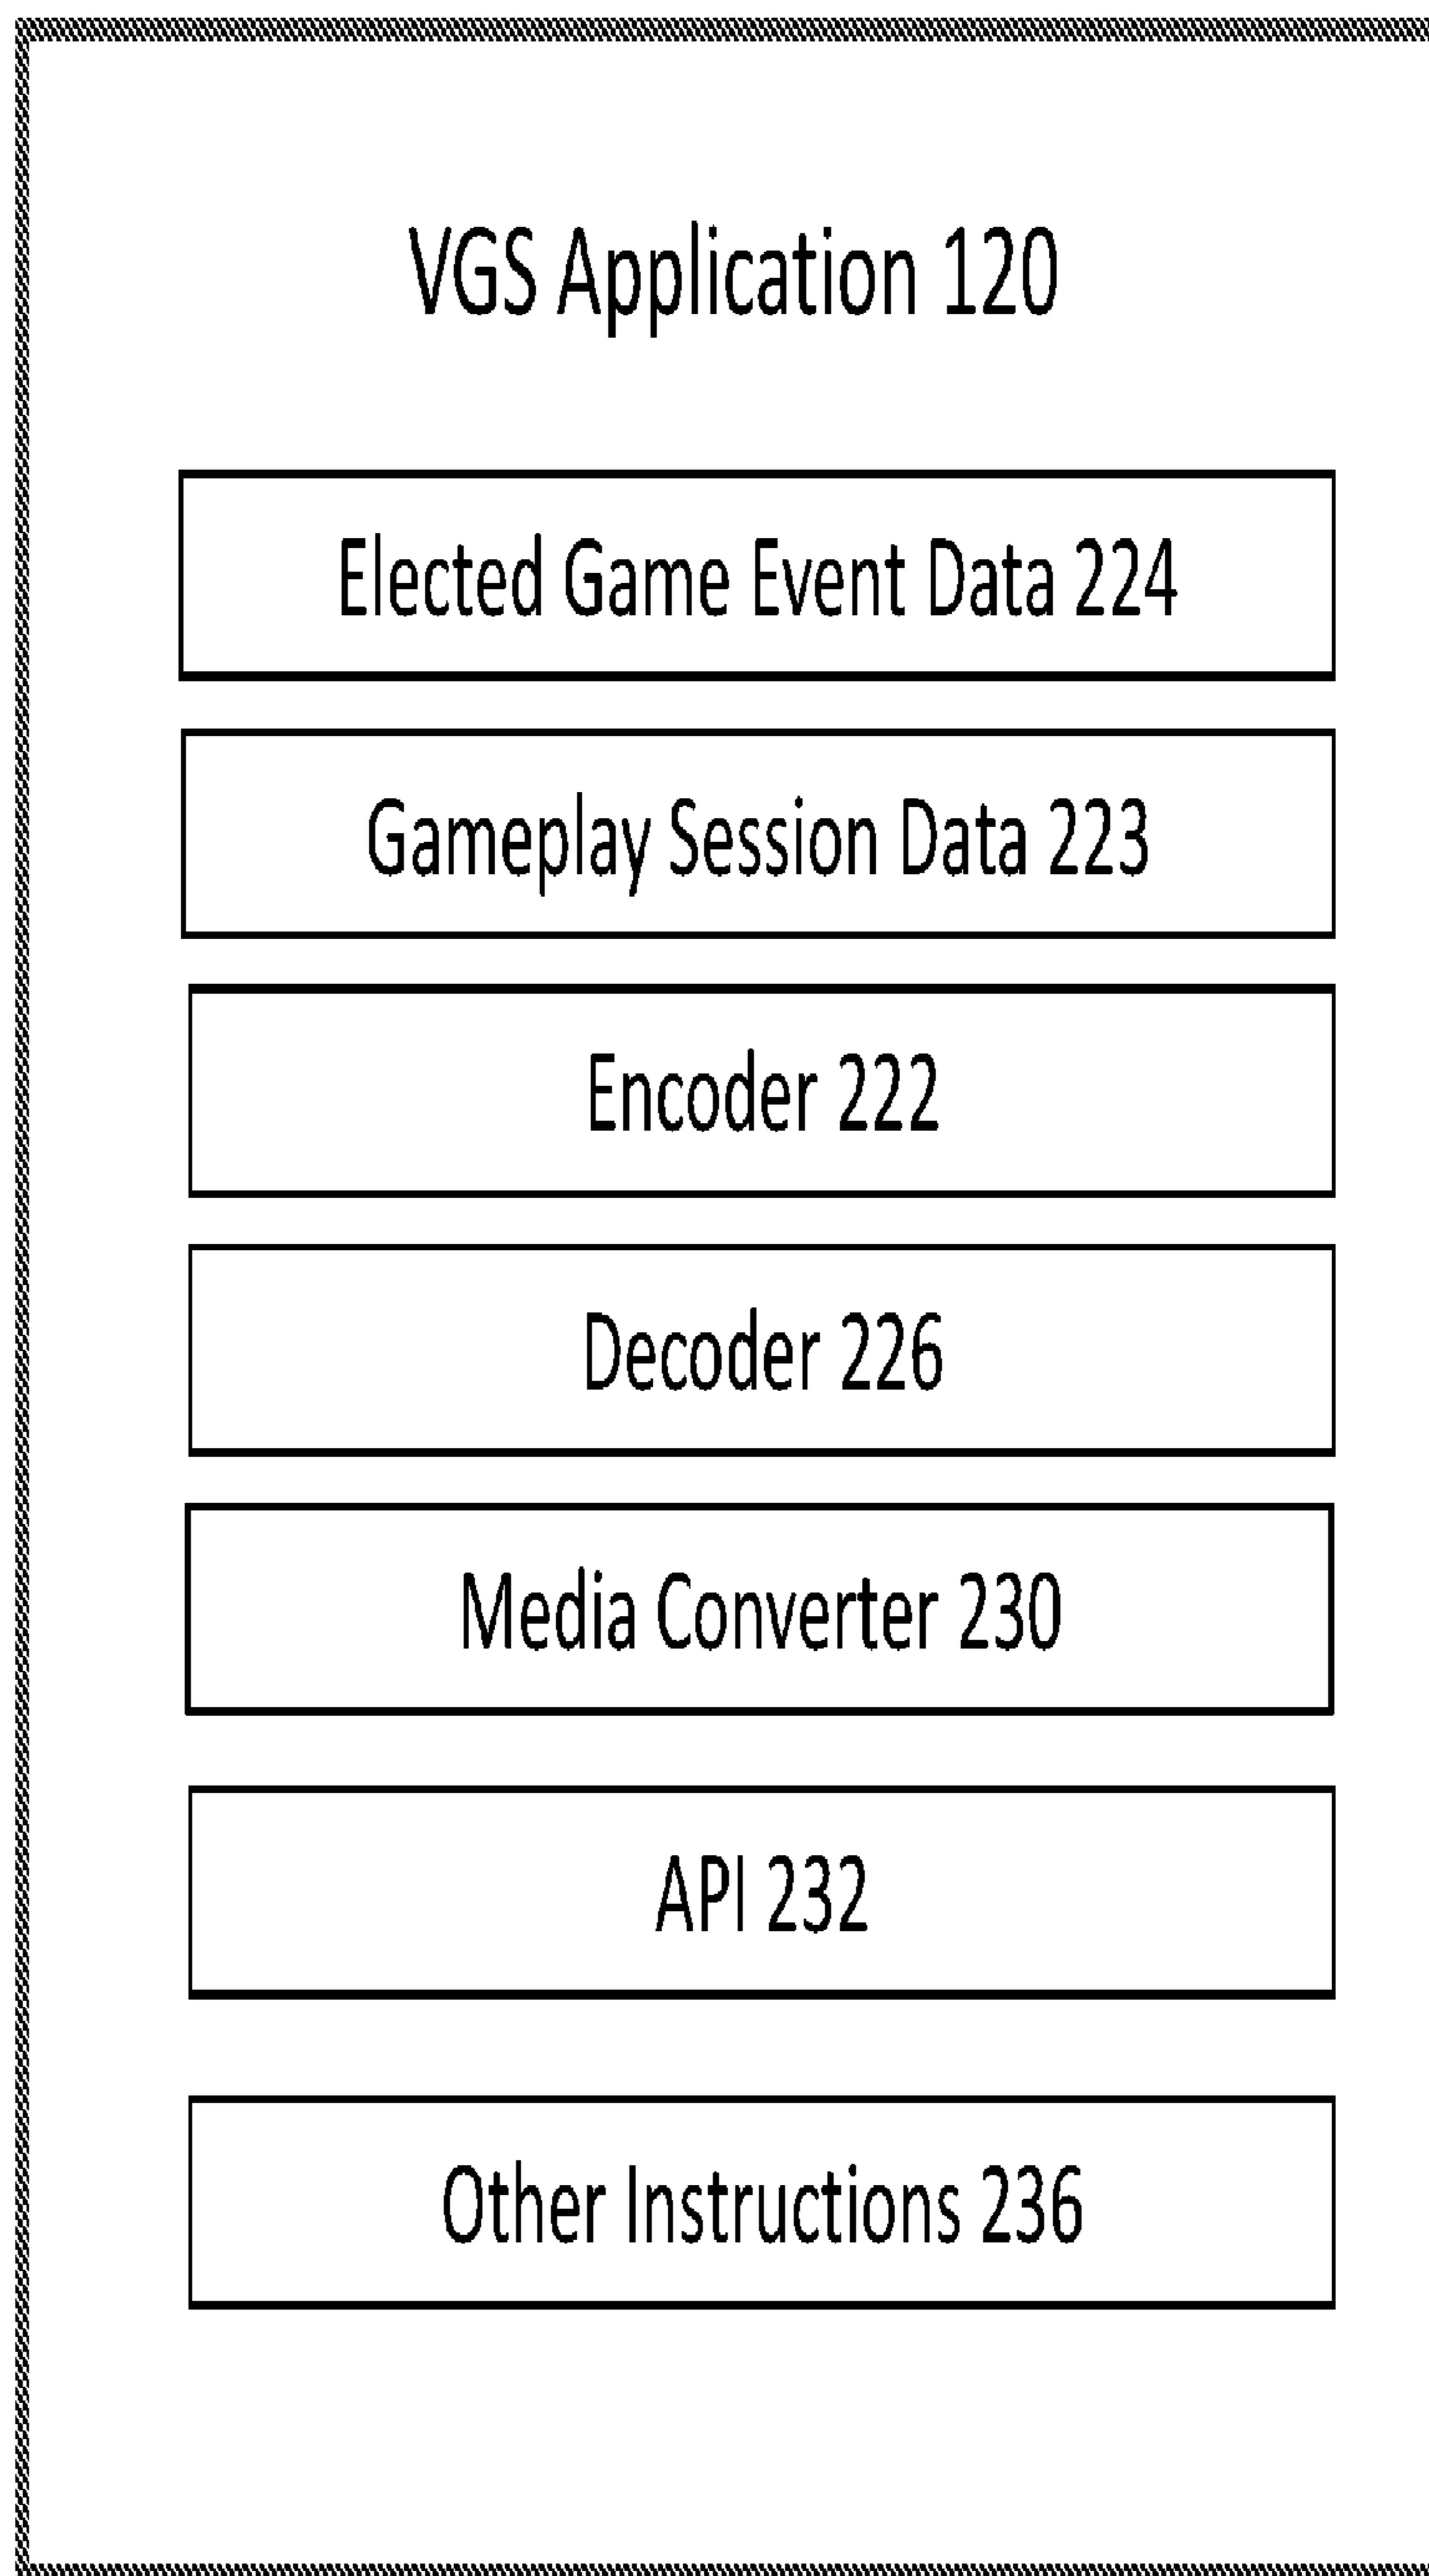 VGS Application 120
Elected Game Event Data 224
Gameplay Session Data 223
Encoder 222
Decoder 226
Media Converter 230
API 232
Other Instructions 236